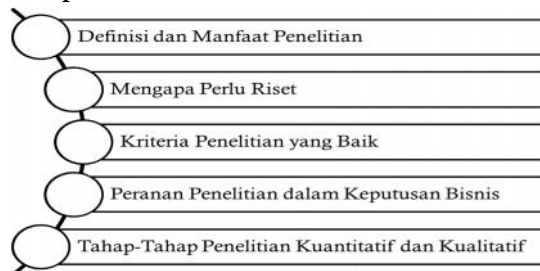 Definisi dan Manfaat Penelitian
Mengapa Perlu Riset
Kriteria Penelitian yang Baik
Peranan Penelitian dalam Keputusan Bisnis
Tahap-Tahap Penelitian Kuantitatif dan Kualitatif